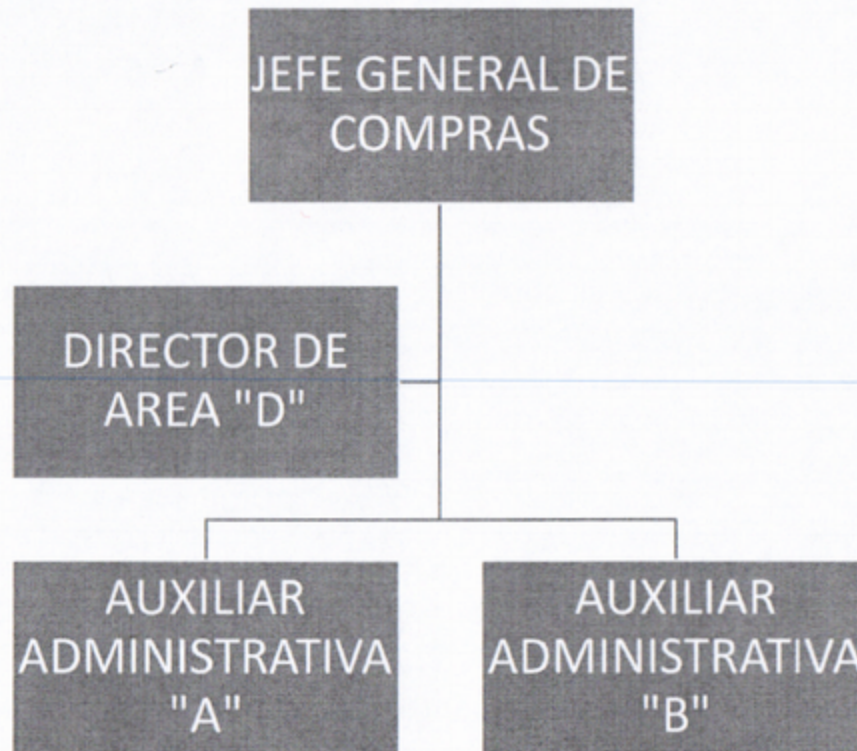 JEFE GENERAL DE
COMPRAS
DIRECTOR DE
AREA "D"
AUXILIAR
ADMINISTRATIVA
"A"
AUXILIAR
ADMINISTRATIVA
"B"